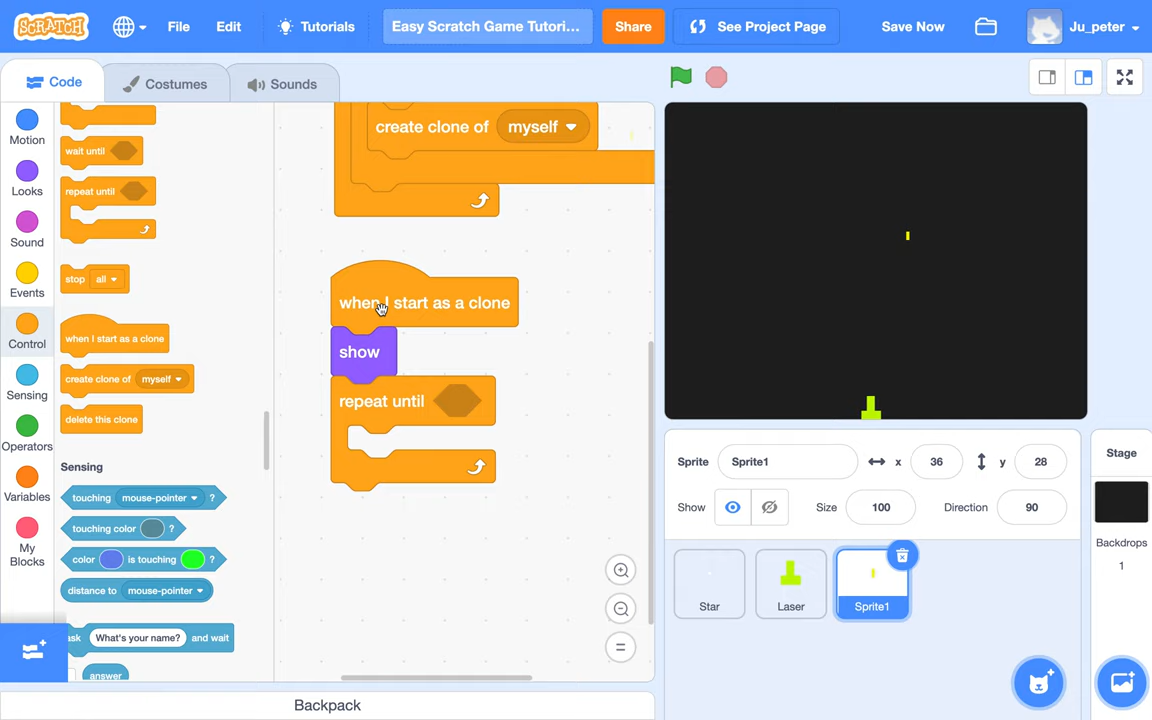 SCRATCH File Edit Tutorials Easy Scratch Game Tutori... Share See Project Page Save Now Ju_peter
Code Costumes Sounds
Motion
Looks
Sound
Events
Control
Sensing
Operators
Variables
My
Blocks
wait until
repeat until
stop all
when I start as a clone
create clone of myself
delete this clone
Sensing
touching mouse-pointer ?
touching color ?
color is touching ?
distance to mouse-pointer
ask What's your name? and wait
answer
create clone of myself
when I start as a clone
show
repeat until
Sprite Sprite1 x 36 y 28
Show Size 100 Direction 90
Star
Laser
Sprite1
Stage
Backdrops
1
Backpack